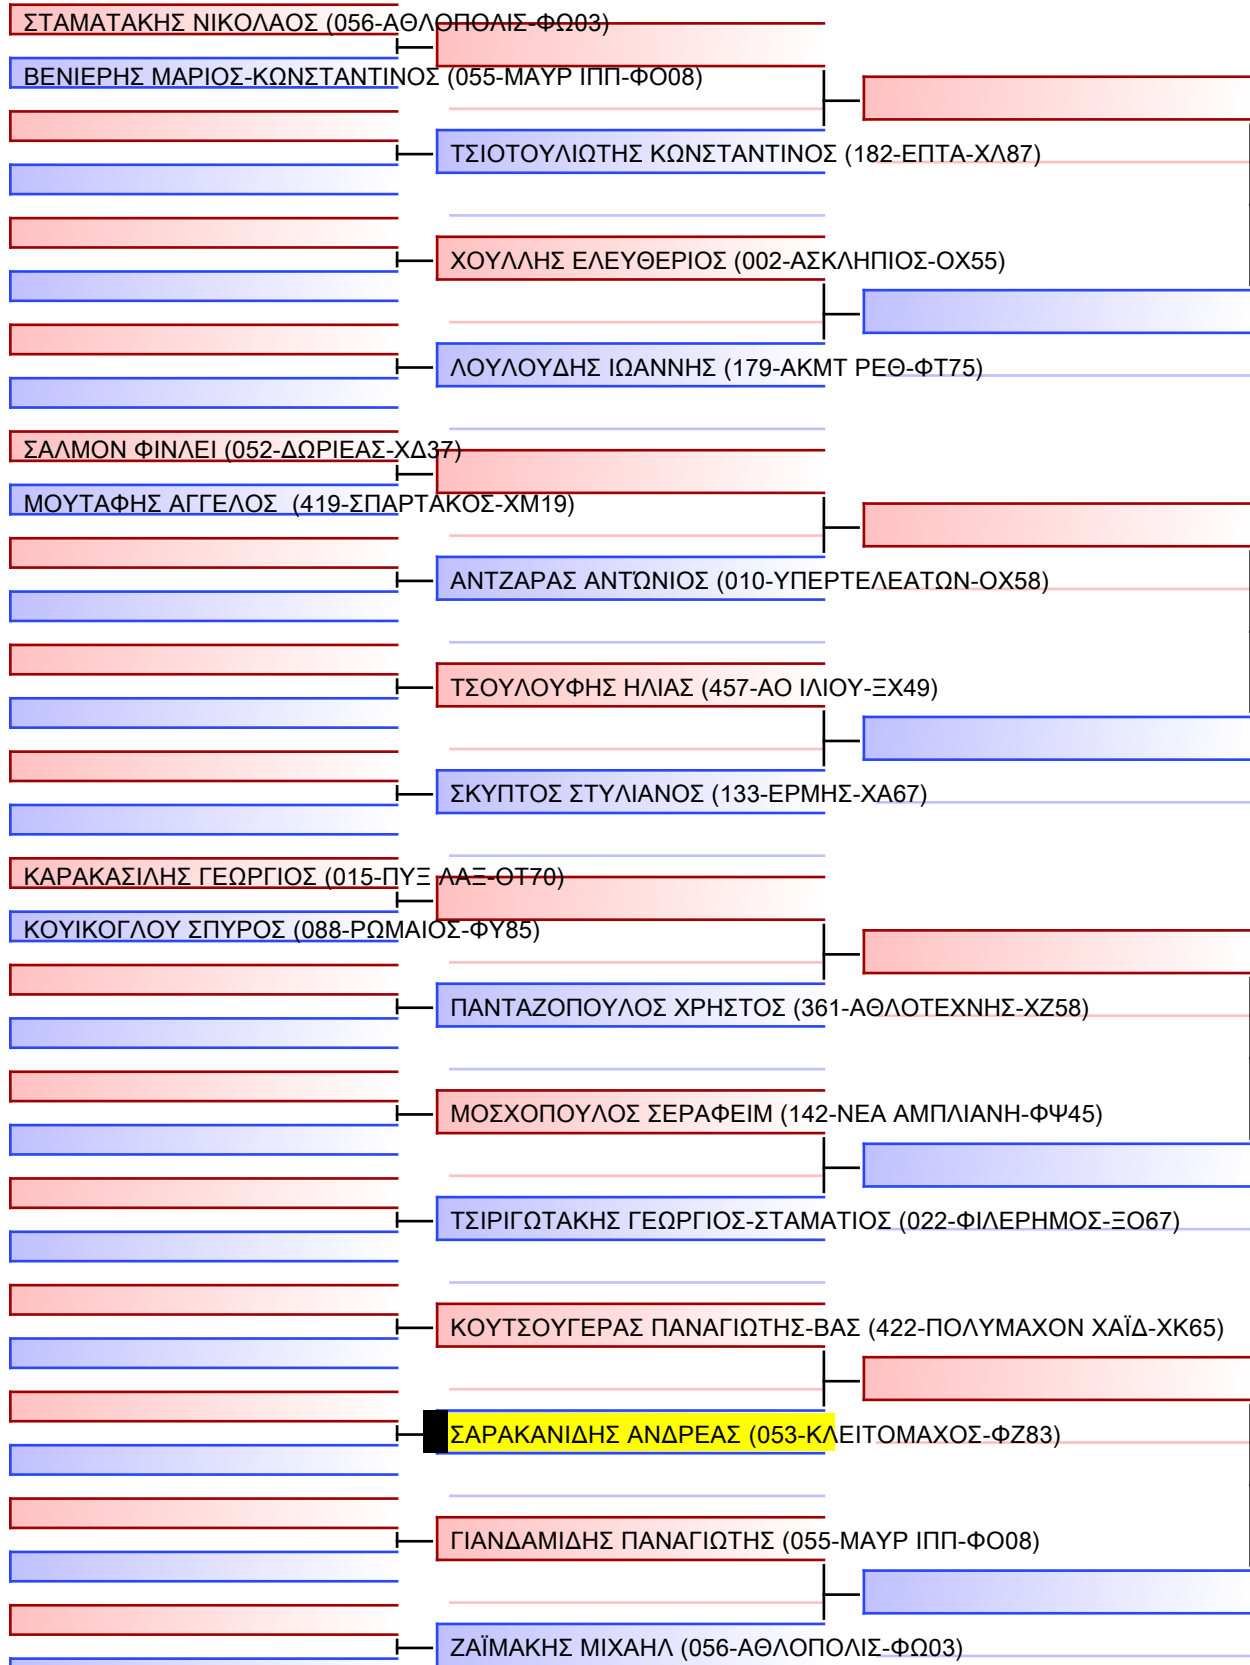 ΣΤΑΜΑΤΑΚΗΣ ΝΙΚΟΛΑΟΣ (056-ΑΘΛΟΠΟΛΙΣ-ΦΩ03)
ΒΕΝΙΕΡΗΣ ΜΑΡΙΟΣ-ΚΩΝΣΤΑΝΤΙΝΟΣ (055-ΜΑΥΡ ΙΠΠ-ΦΟ08)
ΤΣΙΟΤΟΥΛΙΩΤΗΣ ΚΩΝΣΤΑΝΤΙΝΟΣ (182-ΕΠΤΑ-ΧΛ87)
ΧΟΥΛΛΗΣ ΕΛΕΥΘΕΡΙΟΣ (002-ΑΣΚΛΗΠΙΟΣ-ΟΧ55)
ΛΟΥΛΟΥΔΗΣ ΙΩΑΝΝΗΣ (179-ΑΚΜΤ ΡΕΘ-ΦΤ75)
ΣΑΛΜΟΝ ΦΙΝΛΕΙ (052-ΔΩΡΙΕΑΣ-ΧΔ37)
ΜΟΥΤΑΦΗΣ ΑΓΓΕΛΟΣ  (419-ΣΠΑΡΤΑΚΟΣ-ΧΜ19)
ΑΝΤΖΑΡΑΣ ΑΝΤΏΝΙΟΣ (010-ΥΠΕΡΤΕΛΕΑΤΩΝ-ΟΧ58)
ΤΣΟΥΛΟΥΦΗΣ ΗΛΙΑΣ (457-ΑΟ ΙΛΙΟΥ-ΞΧ49)
ΣΚΥΠΤΟΣ ΣΤΥΛΙΑΝΟΣ (133-ΕΡΜΗΣ-ΧΑ67)
ΚΑΡΑΚΑΣΙΛΗΣ ΓΕΩΡΓΙΟΣ (015-ΠΥΞ ΛΑΞ-ΟΤ70)
ΚΟΥΙΚΟΓΛΟΥ ΣΠΥΡΟΣ (088-ΡΩΜΑΙΟΣ-ΦΥ85)
ΠΑΝΤΑΖΟΠΟΥΛΟΣ ΧΡΗΣΤΟΣ (361-ΑΘΛΟΤΕΧΝΗΣ-ΧΖ58)
ΜΟΣΧΟΠΟΥΛΟΣ ΣΕΡΑΦΕΙΜ (142-ΝΕΑ ΑΜΠΛΙΑΝΗ-ΦΨ45)
ΤΣΙΡΙΓΩΤΑΚΗΣ ΓΕΩΡΓΙΟΣ-ΣΤΑΜΑΤΙΟΣ (022-ΦΙΛΕΡΗΜΟΣ-ΞΟ67)
ΚΟΥΤΣΟΥΓΕΡΑΣ ΠΑΝΑΓΙΩΤΗΣ-ΒΑΣ (422-ΠΟΛΥΜΑΧΟΝ ΧΑΪΔ-ΧΚ65)
ΣΑΡΑΚΑΝΙΔΗΣ ΑΝΔΡΕΑΣ (053-ΚΛΕΙΤΟΜΑΧΟΣ-ΦΖ83)
ΓΙΑΝΔΑΜΙΔΗΣ ΠΑΝΑΓΙΩΤΗΣ (055-ΜΑΥΡ ΙΠΠ-ΦΟ08)
ΖΑΪΜΑΚΗΣ ΜΙΧΑΗΛ (056-ΑΘΛΟΠΟΛΙΣ-ΦΩ03)